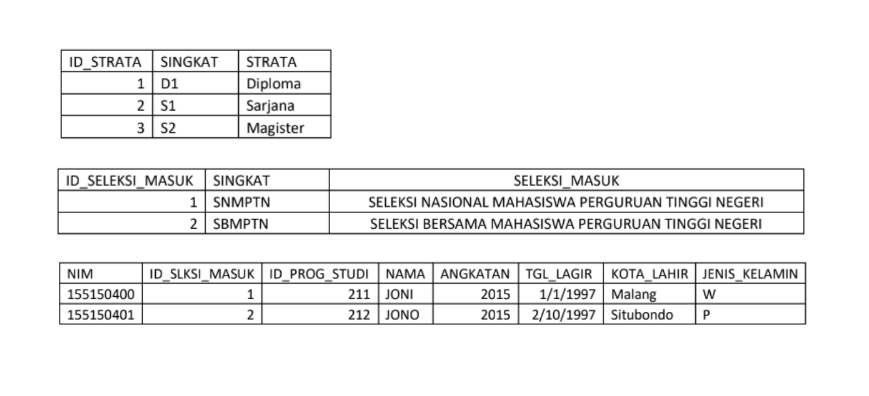 ID_STRATA SINGKAT STRATA
1 D1 Diploma
2 S1 Sarjana
3 S2 Magister
ID_SELEKSI_MASUK SINGKAT SELEKSI_MASUK
1 SNMPTN SELEKSI NASIONAL MAHASISWA PERGURUAN TINGGI NEGERI
2 SBMPTN SELEKSI BERSAMA MAHASISWA PERGURUAN TINGGI NEGERI
NIM ID_SLKSI_MASUK ID_PROG_STUDI NAMA ANGKATAN TGL_LAGIR KOTA_LAHIR JENIS_KELAMIN
155150400 1 211 JONI 2015 1/1/1997 Malang W
155150401 2 212 JONO 2015 2/10/1997 Situbondo P